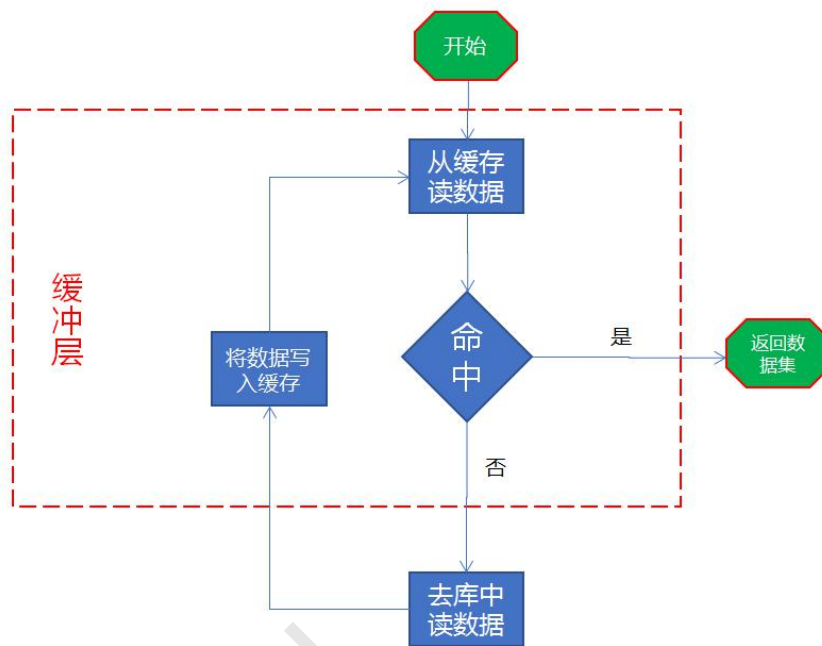 开始
从缓存
读数据
缓
冲
层
命
中
是
返回数
据集
将数据写
入缓存
否
去库中
读数据